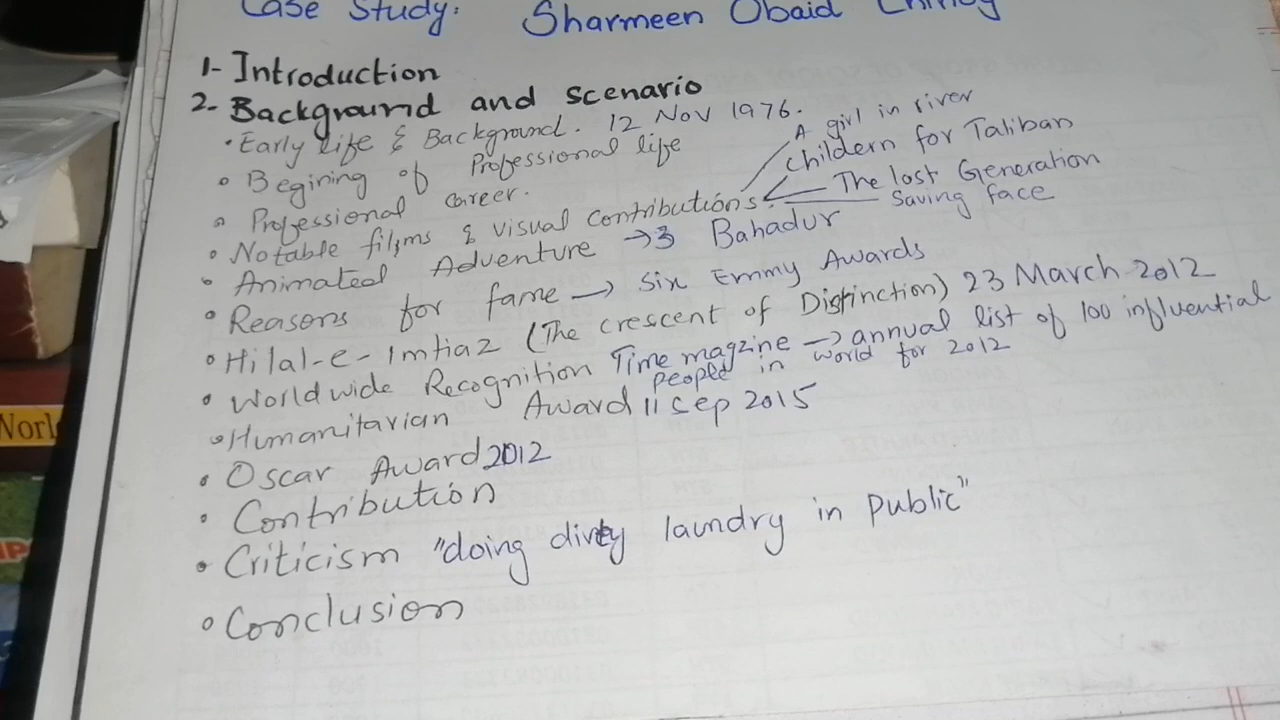 Case Study: Sharmeen Obaid Chinoy
1- Introduction
2- Background and scenario
• Early life & Background. 12 Nov 1976.
• Begining of Professional life
• Professional career.
• Notable films & visual contributions
A girl in river
Childern for Taliban
The lost Generation
Saving face
• Animated Adventure → 3 Bahadur
• Reasons for fame → Six Emmy Awards
• Hilal-e-Imtiaz (The crescent of Distinction) 23 March 2012
• Worldwide Recognition Time magzine → annual list of 100 influential
people in world for 2012
• Humanitarian Award 11 Sep 2015
• Oscar Award 2012
• Contribution
• Criticism "doing dirty laundry in public"
• Conclusion
Worl